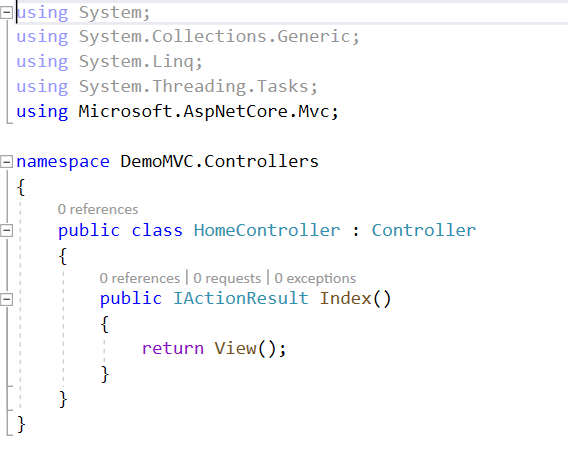 using System;
using System.Collections.Generic;
using System.Linq;
using System.Threading.Tasks;
using Microsoft.AspNetCore.Mvc;
namespace DemoMVC.Controllers
{
0 references
public class HomeController : Controller
{
0 references | 0 requests | 0 exceptions
public IActionResult Index()
{
return View();
}
}
}